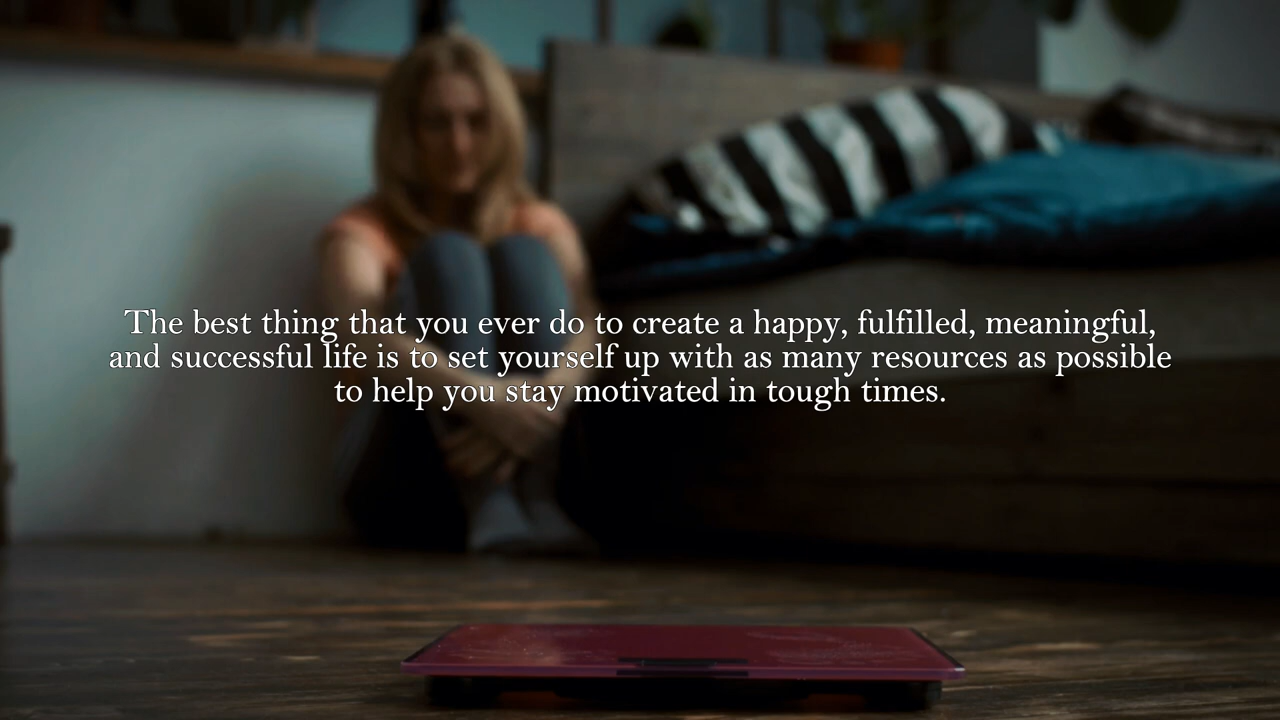 The best thing that you ever do to create a happy, fulfilled, meaningful,
and successful life is to set yourself up with as many resources as possible
to help you stay motivated in tough times.